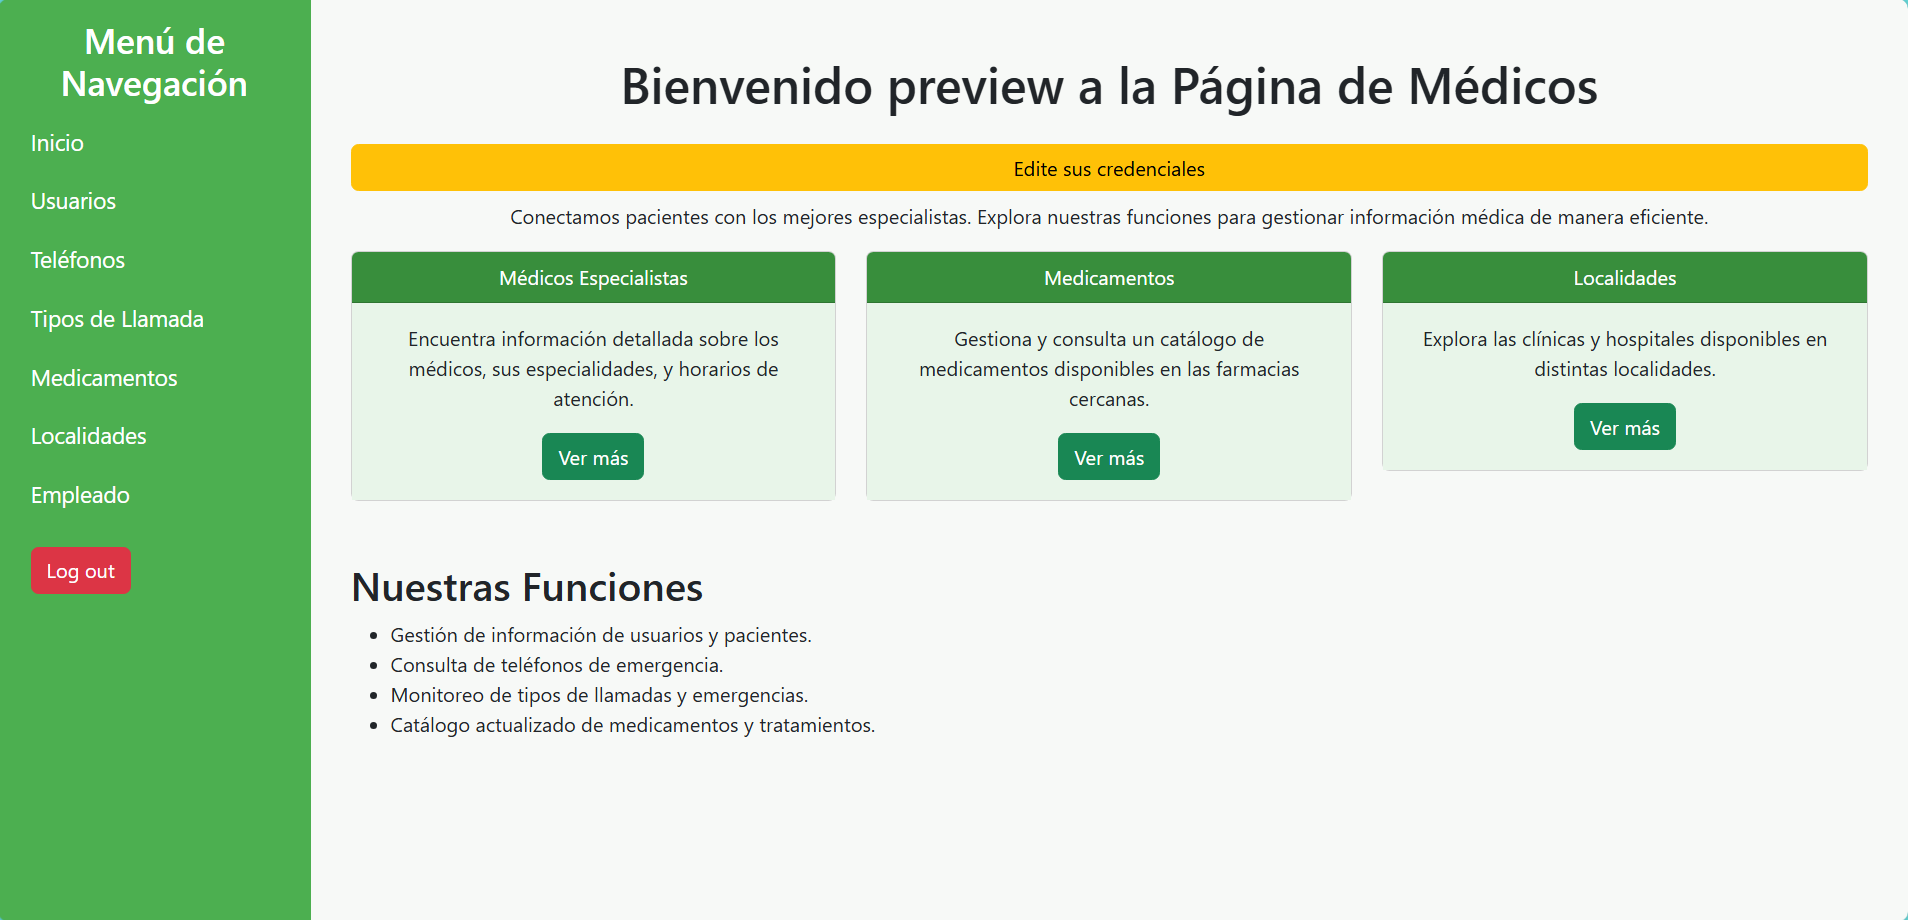 Menú de
Navegación
Inicio
Usuarios
Teléfonos
Tipos de Llamada
Medicamentos
Localidades
Empleado
Log out
Bienvenido preview a la Página de Médicos
Edite sus credenciales
Conectamos pacientes con los mejores especialistas. Explora nuestras funciones para gestionar información médica de manera eficiente.
Médicos Especialistas
Encuentra información detallada sobre los
médicos, sus especialidades, y horarios de
atención.
Ver más
Medicamentos
Gestiona y consulta un catálogo de
medicamentos disponibles en las farmacias
cercanas.
Ver más
Localidades
Explora las clínicas y hospitales disponibles en
distintas localidades.
Ver más
Nuestras Funciones
Gestión de información de usuarios y pacientes.
Consulta de teléfonos de emergencia.
Monitoreo de tipos de llamadas y emergencias.
Catálogo actualizado de medicamentos y tratamientos.